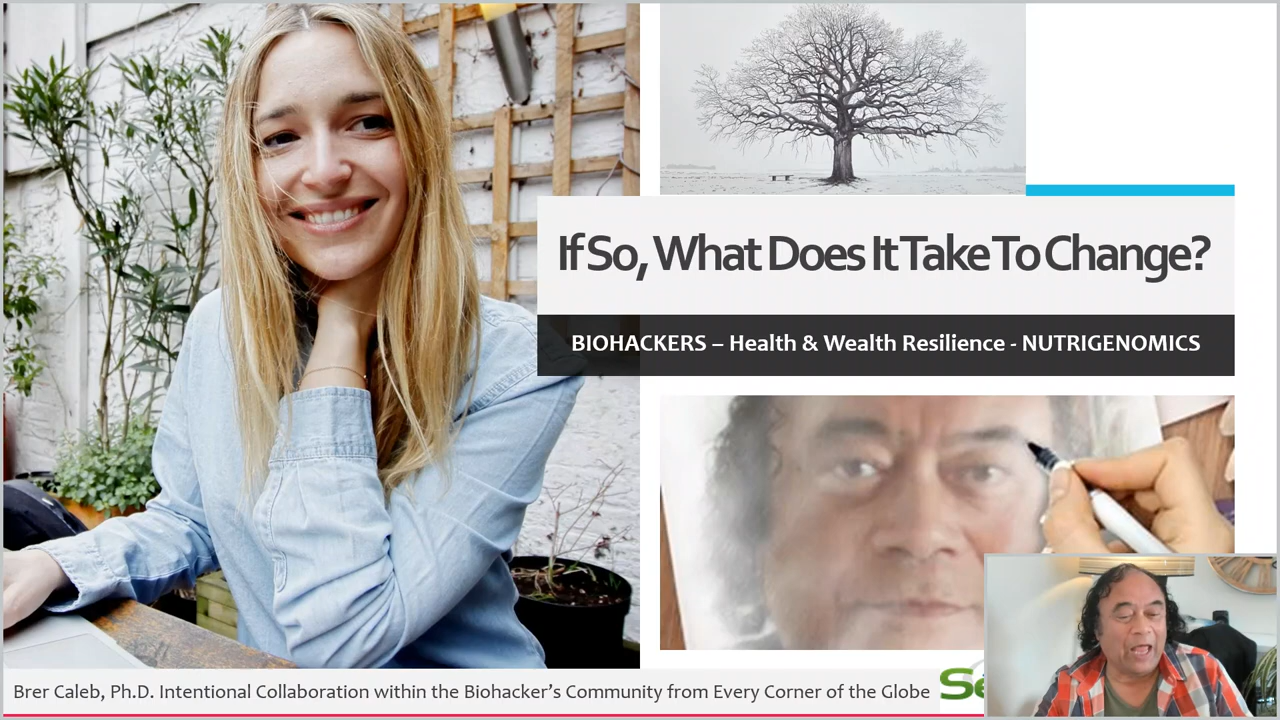 If So, What Does It Take To Change?
BIOHACKERS – Health & Wealth Resilience - NUTRIGENOMICS
Brer Caleb, Ph.D. Intentional Collaboration within the Biohacker's Community from Every Corner of the Globe